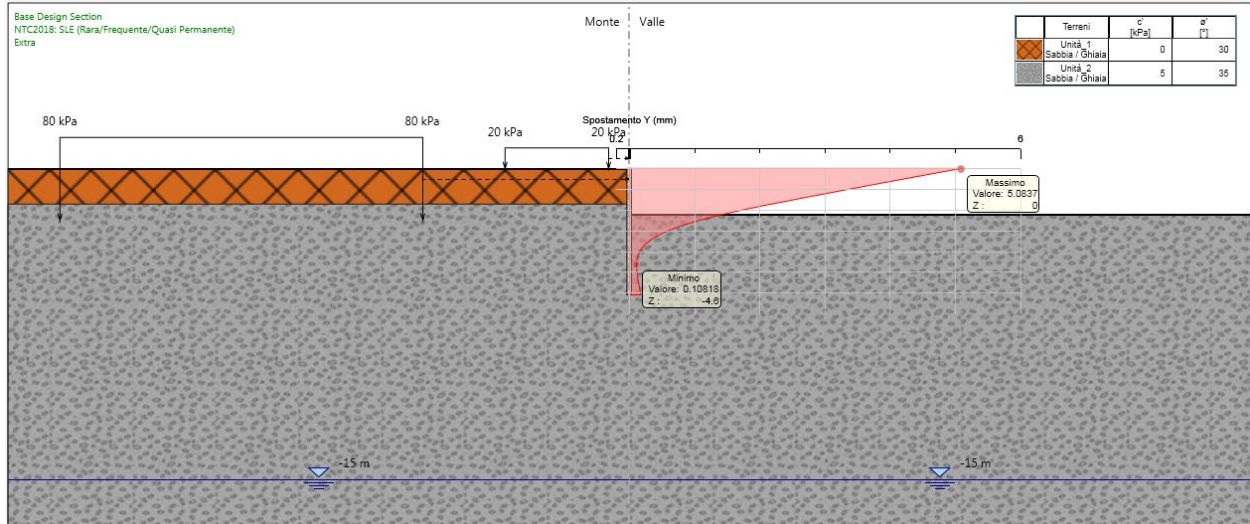 Base Design Section
NTC2018: SLE (Rara/Frequente/Quasi Permanente)
Extra
Monte
Valle
Terreni
c'
[kPa]
ø'
[°]
Unità_1
Sabbia / Ghiaia
0
30
Unità_2
Sabbia / Ghiaia
5
35
80 kPa
80 kPa
20 kPa
20 kPa
Spostamento Y (mm)
0.2
6
Massimo
Valore: 5.0837
Z : 0
Minimo
Valore: 0.10818
Z : -4.6
-15 m
-15 m